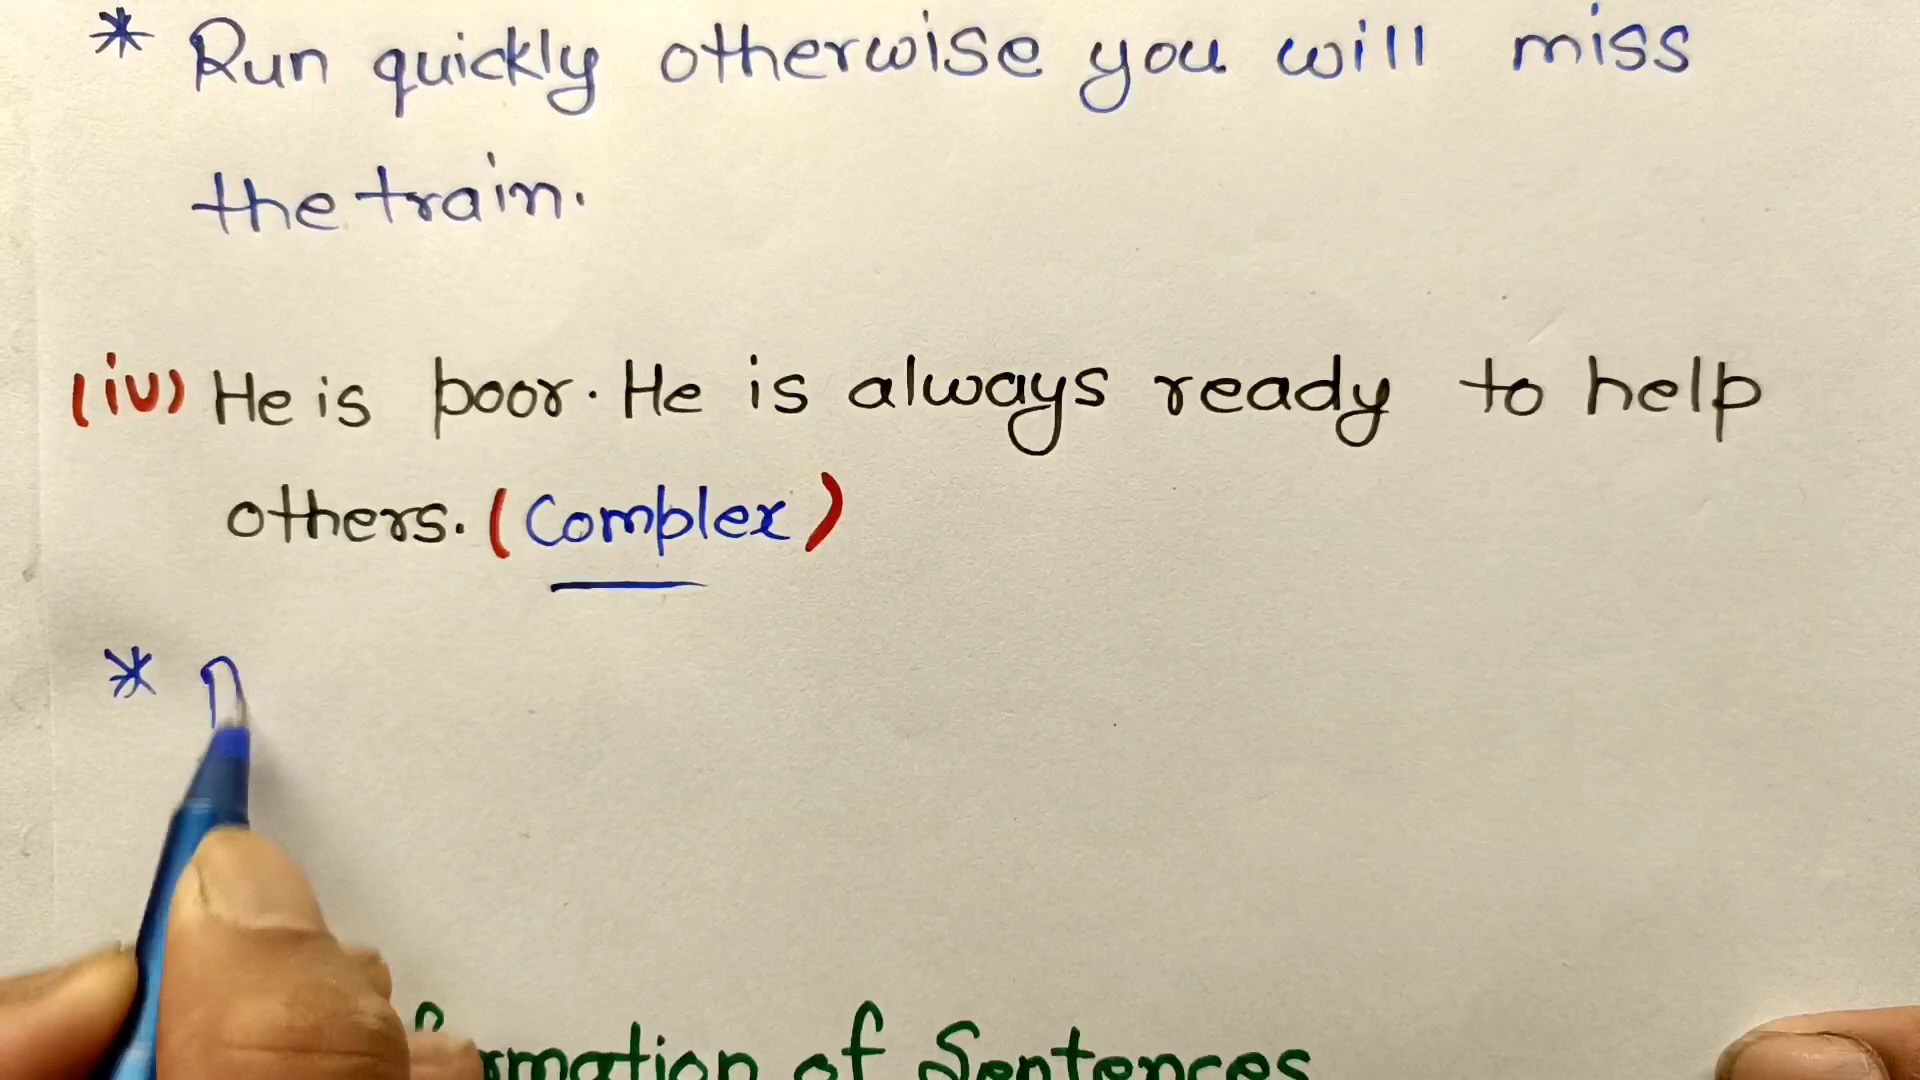 * Run quickly otherwise you will miss
the train.
(iv) He is poor. He is always ready to help
others. (Complex)
*
of Sentences